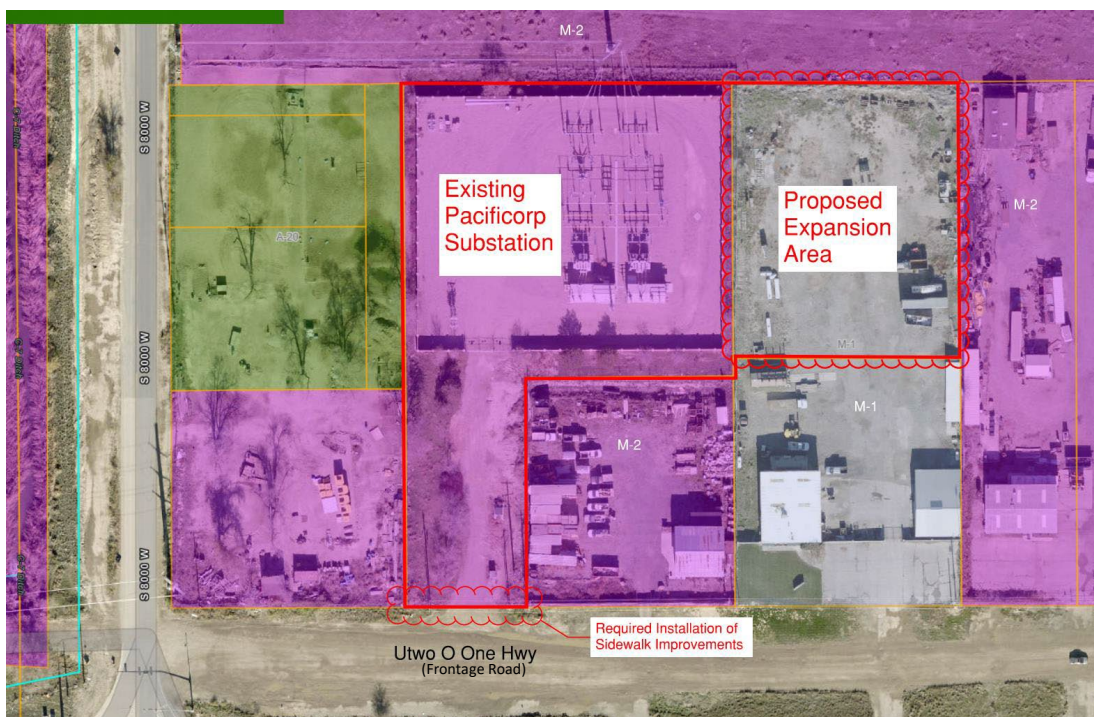 M-2
S 8000 W
Existing
Pacificorp
Substation
Proposed
Expansion
Area
M-2
A-20
S 8000 W
M-1
M-1
M-2
S 8000 W
Required Installation of
Sidewalk Improvements
Utwo O One Hwy
(Frontage Road)